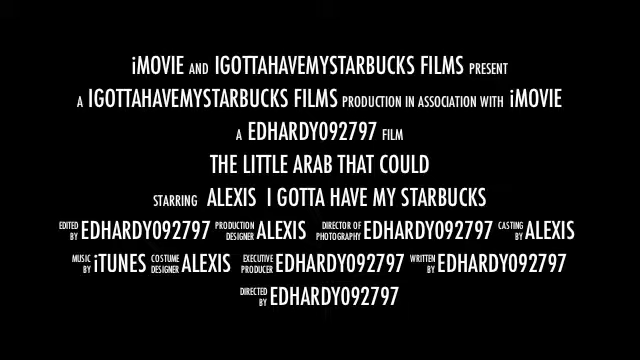 iMOVIE AND IGOTTAHAVEMYSTARBUCKS FILMS PRESENT
A IGOTTAHAVEMYSTARBUCKS FILMS PRODUCTION IN ASSOCIATION WITH iMOVIE
A EDHARDY092797 FILM
THE LITTLE ARAB THAT COULD
STARRING ALEXIS I GOTTA HAVE MY STARBUCKS
EDITED BY EDHARDY092797 PRODUCTION DESIGNER ALEXIS DIRECTOR OF PHOTOGRAPHY EDHARDY092797 CASTING BY ALEXIS
MUSIC BY iTUNES COSTUME DESIGNER ALEXIS EXECUTIVE PRODUCER EDHARDY092797 WRITTEN BY EDHARDY092797
DIRECTED BY EDHARDY092797